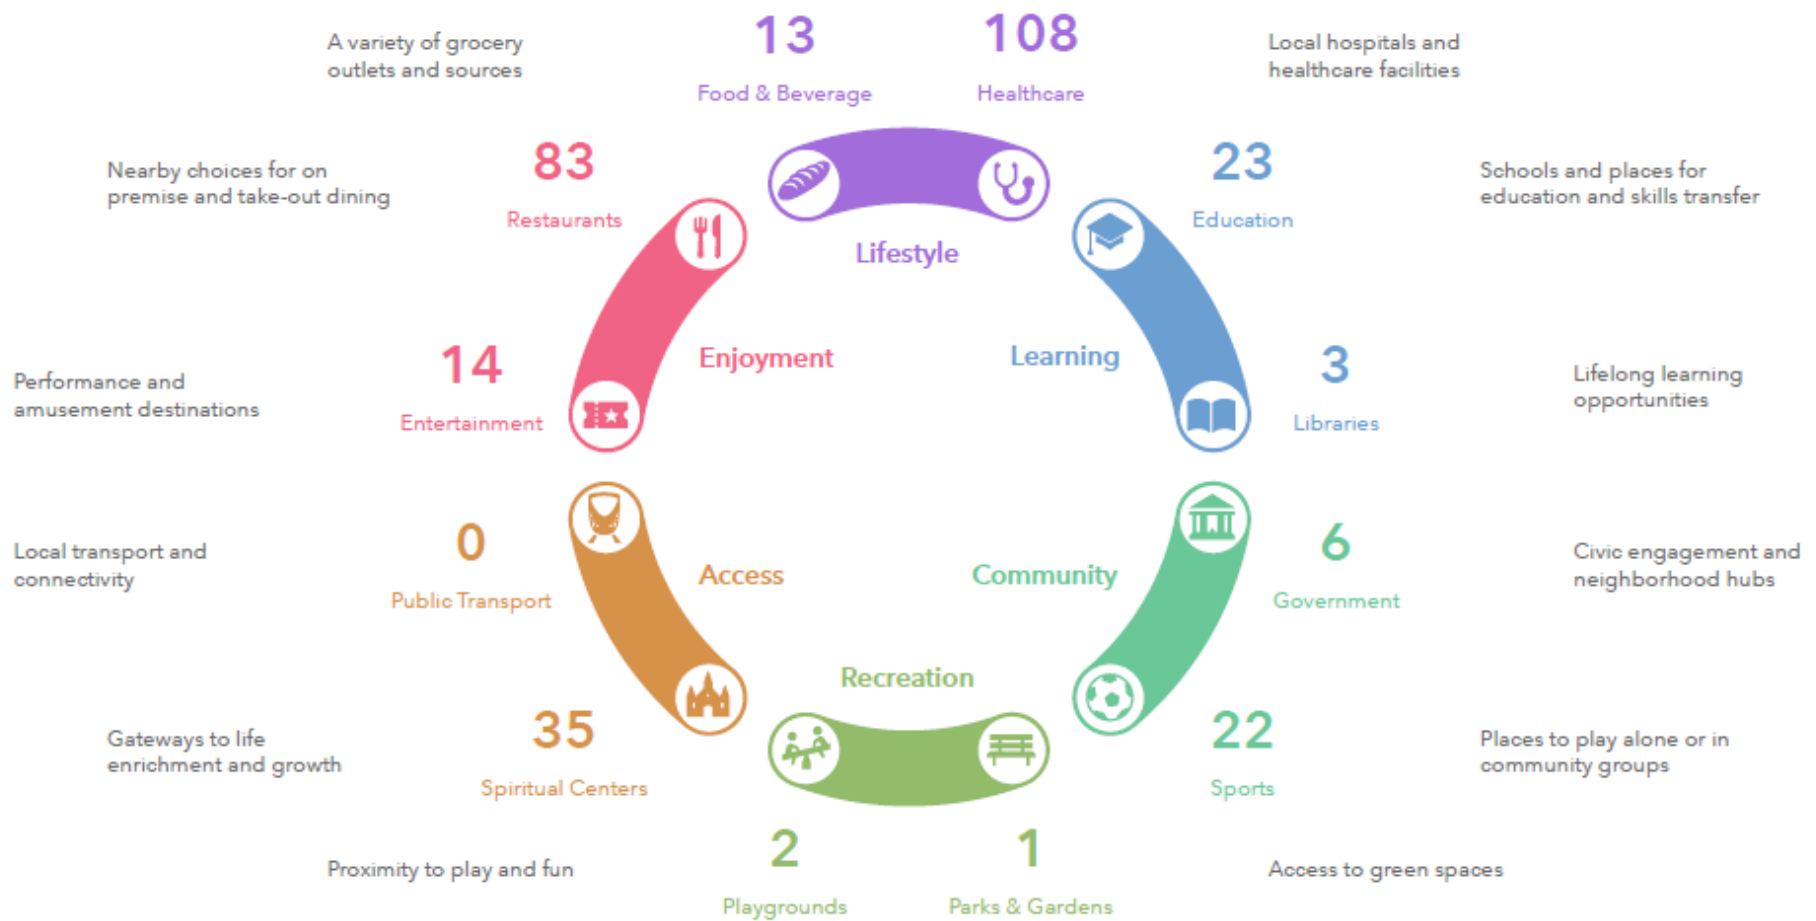 13
108
A variety of grocery
outlets and sources
Local hospitals and
healthcare facilities
Food & Beverage
Healthcare
Nearby choices for on
premise and take-out dining
83
Restaurants
23
Education
Schools and places for
education and skills transfer
Lifestyle
Enjoyment
Learning
Performance and
amusement destinations
14
Entertainment
3
Libraries
Lifelong learning
opportunities
Local transport and
connectivity
0
Public Transport
Access
Community
6
Government
Civic engagement and
neighborhood hubs
Recreation
Gateways to life
enrichment and growth
35
Spiritual Centers
22
Sports
Places to play alone or in
community groups
Proximity to play and fun
2
Playgrounds
1
Parks & Gardens
Access to green spaces